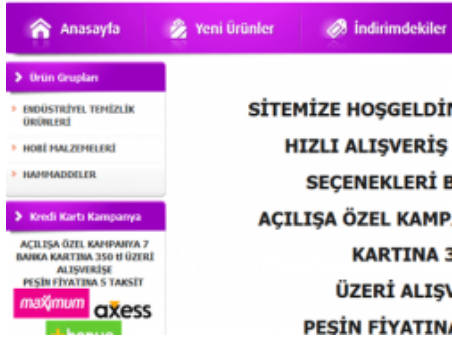 Anasayfa
Yeni Ürünler
İndirimdekiler
Ürün Grupları
ENDÜSTRİYEL TEMİZLİK
ÜRÜNLERİ
HOBİ MALZEMELERİ
HAMMADDELER
Kredi Kartı Kampanya
AÇILIŞA ÖZEL KAMPANYA 7
BANKA KARTINA 350 tl ÜZERİ
ALIŞVERİŞE
PEŞİN FİYATINA 5 TAKSİT
maximum axess
bonus
SİTEMİZE HOŞGELDİN
HIZLI ALIŞVERİŞ
SEÇENEKLERİ B
AÇILIŞA ÖZEL KAMPA
KARTINA 3
ÜZERİ ALIŞV
PEŞİN FİYATINA